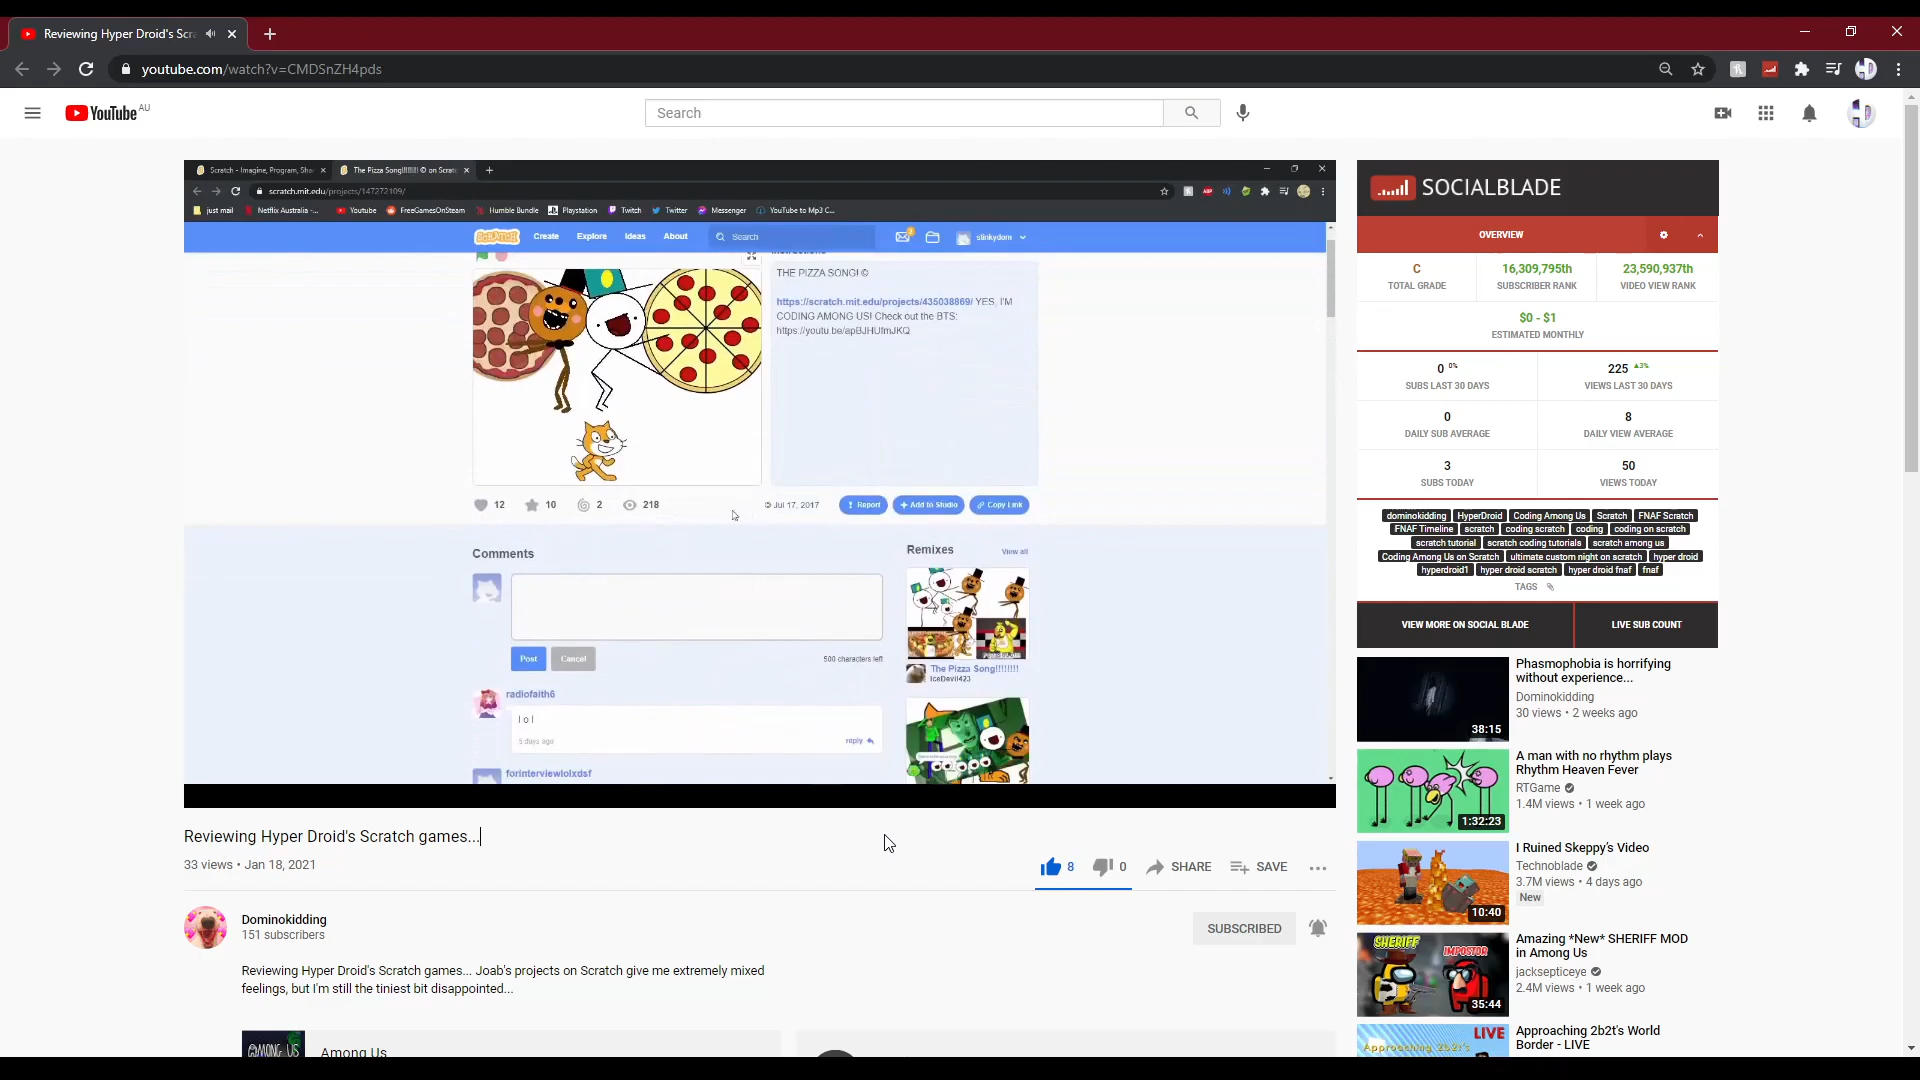 Reviewing Hyper Droid's Scra
youtube.com/watch?v=CMDSnZH4pds
YouTube AU
Search
Scratch - Imagine, Program, Sha
The Pizza Song!!!!!!! © on Scratc
scratch.mit.edu/projects/147272109/
just mail
Netflix Australia -...
Youtube
FreeGamesOnSteam
Humble Bundle
Playstation
Twitch
Twitter
Messenger
YouTube to Mp3 C...
SCRATCH
Create
Explore
Ideas
About
Search
stinkydom
THE PIZZA SONG! ©
https://scratch.mit.edu/projects/435038869/ YES, I'M
CODING AMONG US! Check out the BTS:
https://youtu.be/apBJHUfmJKQ
12
10
2
218
© Jul 17, 2017
Report
Add to Studio
Copy Link
Comments
Remixes
View all
Post
Cancel
500 characters left
The Pizza Song!!!!!!!!
IceDevil423
radiofaith6
l o l
5 days ago
reply
forinterviewlolxdsf
Reviewing Hyper Droid's Scratch games...
33 views • Jan 18, 2021
8
0
SHARE
SAVE
Dominokidding
151 subscribers
SUBSCRIBED
Reviewing Hyper Droid's Scratch games... Joab's projects on Scratch give me extremely mixed
feelings, but I'm still the tiniest bit disappointed...
AMONG US
Among Us
SOCIALBLADE
OVERVIEW
C
TOTAL GRADE
16,309,795th
SUBSCRIBER RANK
23,590,937th
VIDEO VIEW RANK
$0 - $1
ESTIMATED MONTHLY
0 0%
SUBS LAST 30 DAYS
225 ▲3%
VIEWS LAST 30 DAYS
0
DAILY SUB AVERAGE
8
DAILY VIEW AVERAGE
3
SUBS TODAY
50
VIEWS TODAY
dominokidding HyperDroid Coding Among Us Scratch FNAF Scratch
FNAF Timeline scratch coding scratch coding coding on scratch
scratch tutorial scratch coding tutorials scratch among us
Coding Among Us on Scratch ultimate custom night on scratch hyper droid
hyperdroid1 hyper droid scratch hyper droid fnaf fnaf
TAGS
VIEW MORE ON SOCIAL BLADE
LIVE SUB COUNT
Phasmophobia is horrifying
without experience...
Dominokidding
30 views • 2 weeks ago
38:15
A man with no rhythm plays
Rhythm Heaven Fever
RTGame
1.4M views • 1 week ago
1:32:23
I Ruined Skeppy's Video
Technoblade
3.7M views • 4 days ago
New
10:40
SHERIFF
IMPOSTOR
Amazing *New* SHERIFF MOD
in Among Us
jacksepticeye
2.4M views • 1 week ago
35:44
LIVE
Approaching 2b2t's
Approaching 2b2t's World
Border - LIVE